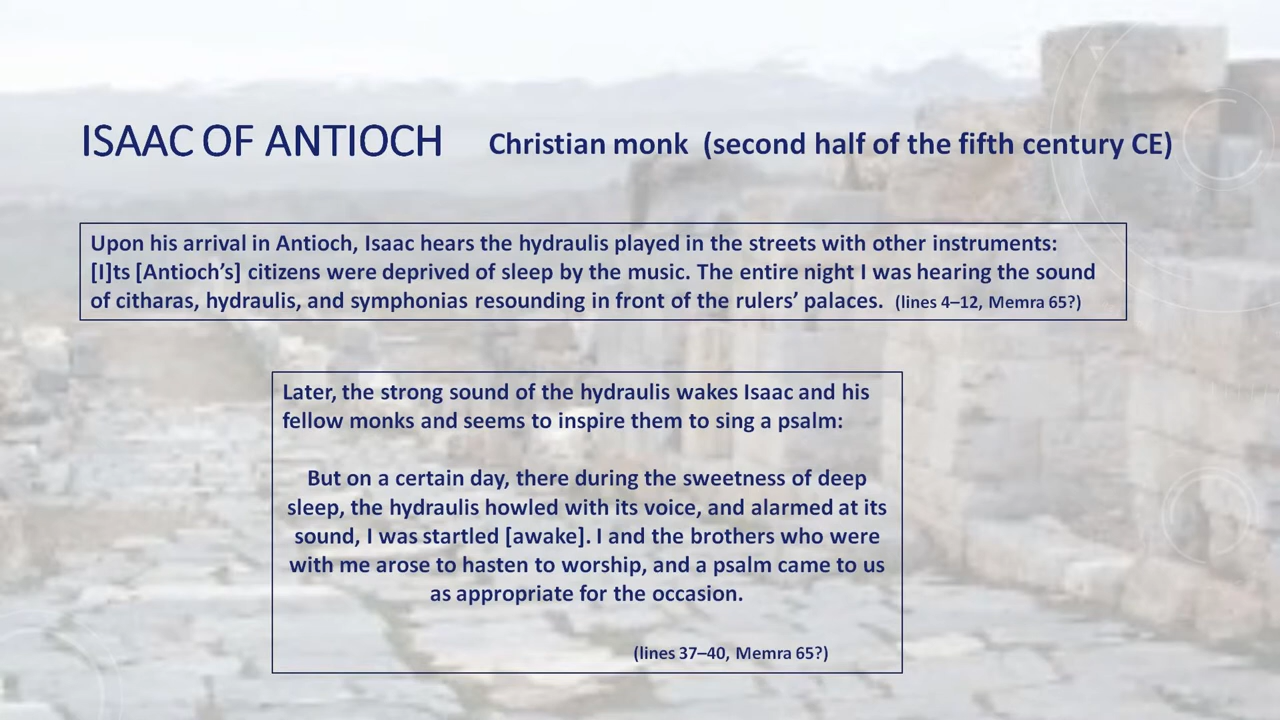 ISAAC OF ANTIOCH Christian monk (second half of the fifth century CE)
Upon his arrival in Antioch, Isaac hears the hydraulis played in the streets with other instruments:
[I]ts [Antioch’s] citizens were deprived of sleep by the music. The entire night I was hearing the sound
of citharas, hydraulis, and symphonias resounding in front of the rulers’ palaces. (lines 4–12, Memra 65?)
Later, the strong sound of the hydraulis wakes Isaac and his
fellow monks and seems to inspire them to sing a psalm:
But on a certain day, there during the sweetness of deep
sleep, the hydraulis howled with its voice, and alarmed at its
sound, I was startled [awake]. I and the brothers who were
with me arose to hasten to worship, and a psalm came to us
as appropriate for the occasion.
(lines 37–40, Memra 65?)